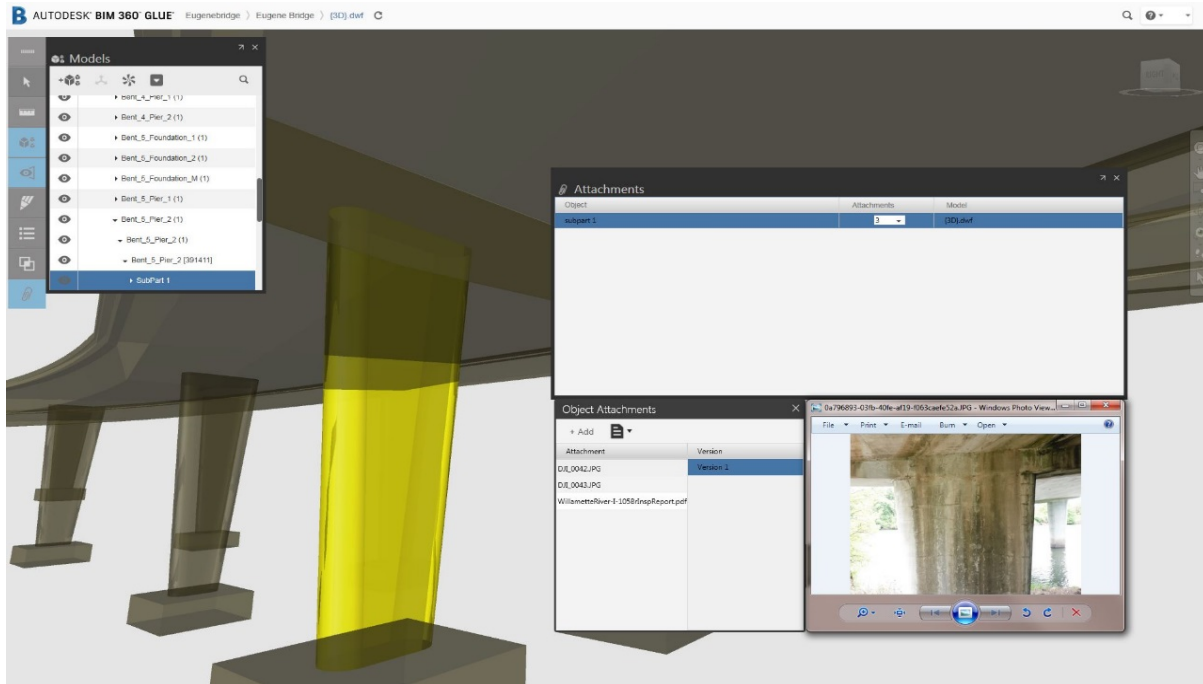 AUTODESK® BIM 360® GLUE® Eugenebridge > Eugene Bridge > [3D].dwf
Models
Bent_4_Pier_1 (1)
Bent_4_Pier_2 (1)
Bent_5_Foundation_1 (1)
Bent_5_Foundation_2 (1)
Bent_5_Foundation_M (1)
Bent_5_Pier_1 (1)
Bent_5_Pier_2 (1)
Bent_5_Pier_2 (1)
Bent_5_Pier_2 [391411]
SubPart 1
Attachments
Object Attachments Model
subpart 1 3 [3D].dwf
Object Attachments
+ Add
Attachment Version
DJI_0042.JPG Version 1
DJI_0043.JPG
WillametteRiver-E-1058rInspReport.pdf
0a796893-03fb-40fe-af19-f063caefe52a.JPG - Windows Photo View...
File Print E-mail Burn Open